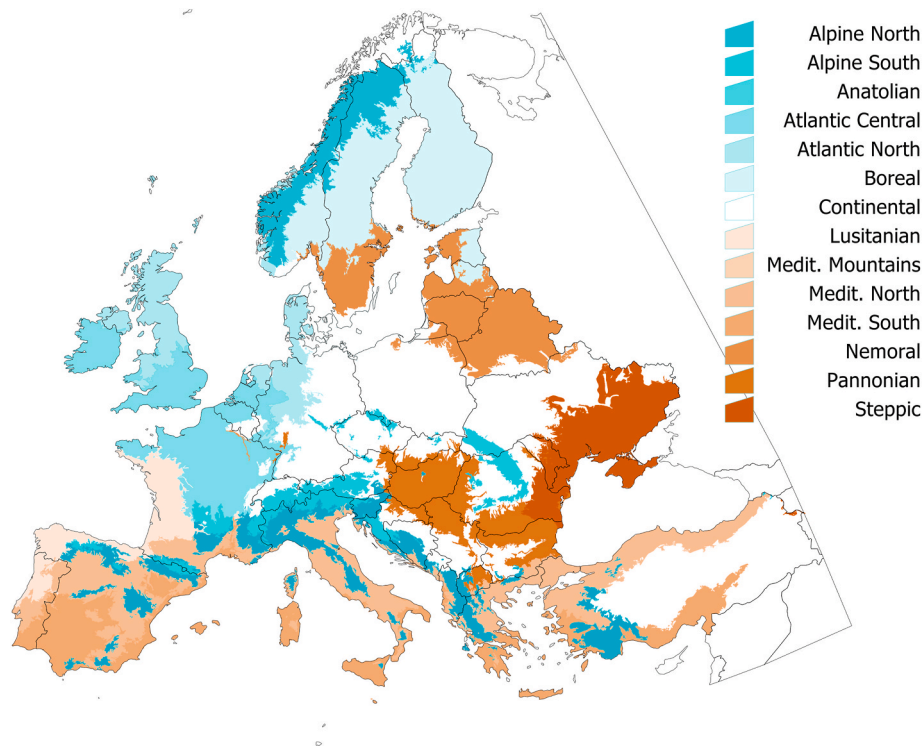 Alpine North
Alpine South
Anatolian
Atlantic Central
Atlantic North
Boreal
Continental
Lusitanian
Medit. Mountains
Medit. North
Medit. South
Nemoral
Pannonian
Steppic